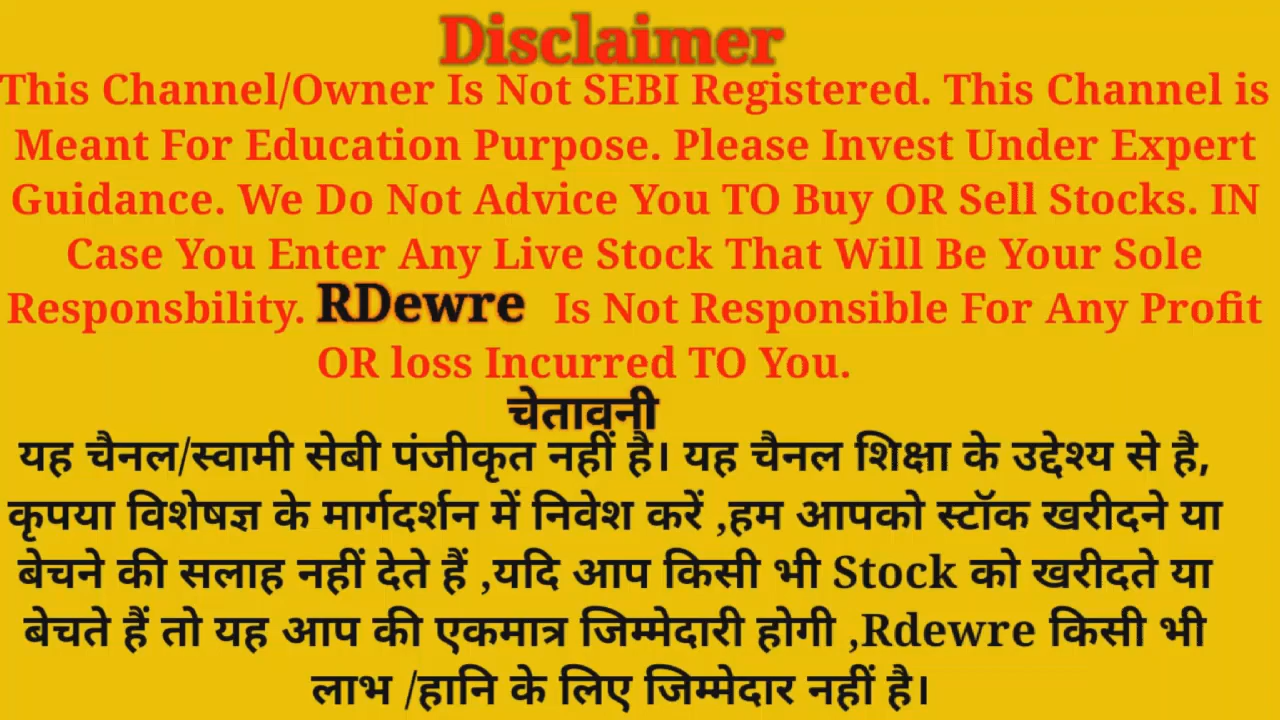 Disclaimer
This Channel/Owner Is Not SEBI Registered. This Channel is
Meant For Education Purpose. Please Invest Under Expert
Guidance. We Do Not Advice You TO Buy OR Sell Stocks. IN
Case You Enter Any Live Stock That Will Be Your Sole
Responsbility. RDewre Is Not Responsible For Any Profit
OR loss Incurred TO You.
चेतावनी
यह चैनल/स्वामी सेबी पंजीकृत नहीं है। यह चैनल शिक्षा के उद्देश्य से है,
कृपया विशेषज्ञ के मार्गदर्शन में निवेश करें ,हम आपको स्टॉक खरीदने या
बेचने की सलाह नहीं देते हैं ,यदि आप किसी भी Stock को खरीदते या
बेचते हैं तो यह आप की एकमात्र जिम्मेदारी होगी ,Rdewre किसी भी
लाभ /हानि के लिए जिम्मेदार नहीं है।